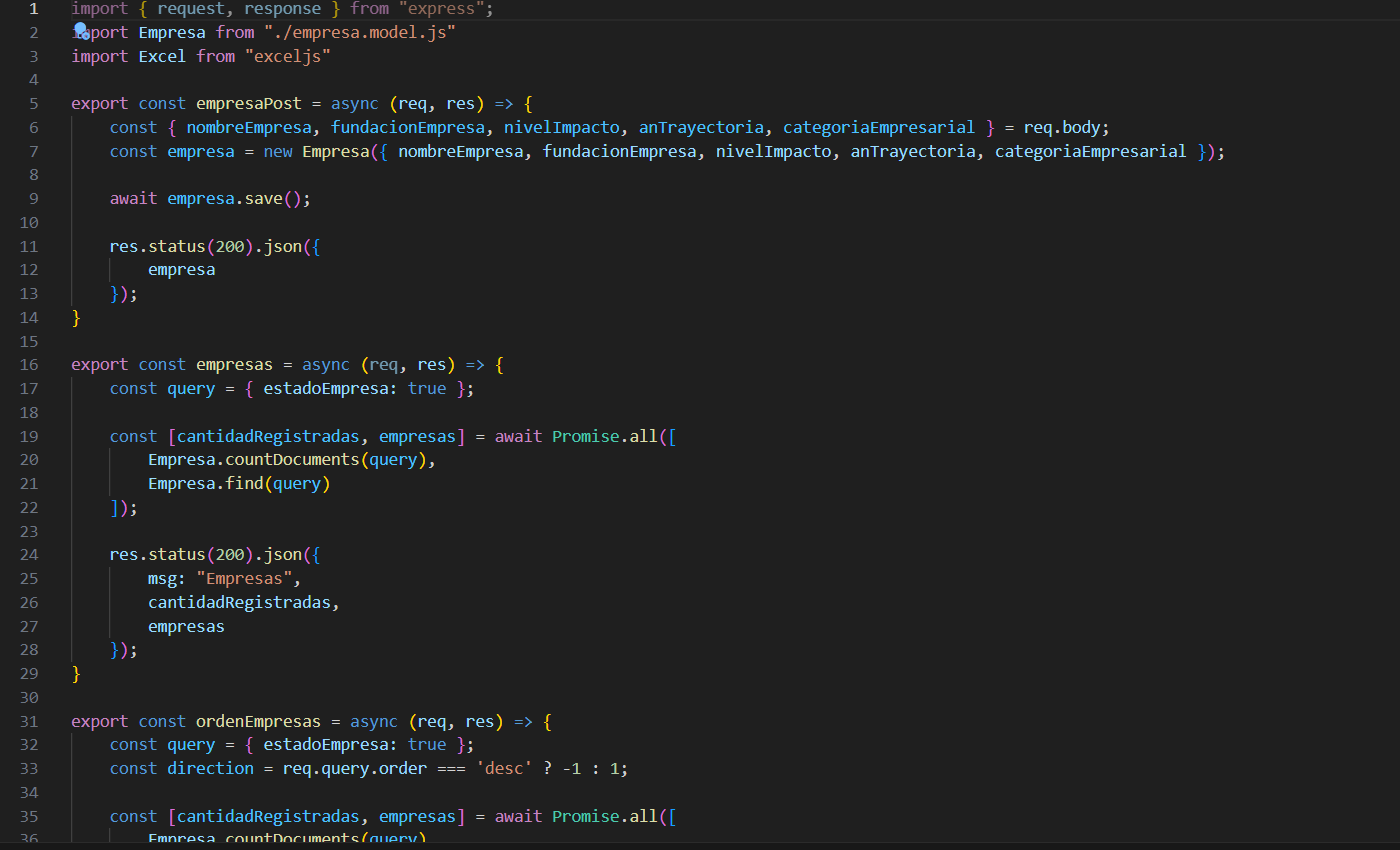 1 import { request, response } from "express";
2 import Empresa from "./empresa.model.js"
3 import Excel from "exceljs"
4
5 export const empresaPost = async (req, res) => {
6     const { nombreEmpresa, fundacionEmpresa, nivelImpacto, anTrayectoria, categoriaEmpresarial } = req.body;
7     const empresa = new Empresa({ nombreEmpresa, fundacionEmpresa, nivelImpacto, anTrayectoria, categoriaEmpresarial });
8
9     await empresa.save();
10
11     res.status(200).json({
12         empresa
13     });
14 }
15
16 export const empresas = async (req, res) => {
17     const query = { estadoEmpresa: true };
18
19     const [cantidadRegistradas, empresas] = await Promise.all([
20         Empresa.countDocuments(query),
21         Empresa.find(query)
22     ]);
23
24     res.status(200).json({
25         msg: "Empresas",
26         cantidadRegistradas,
27         empresas
28     });
29 }
30
31 export const ordenEmpresas = async (req, res) => {
32     const query = { estadoEmpresa: true };
33     const direction = req.query.order === 'desc' ? -1 : 1;
34
35     const [cantidadRegistradas, empresas] = await Promise.all([
36         Empresa.countDocuments(query)